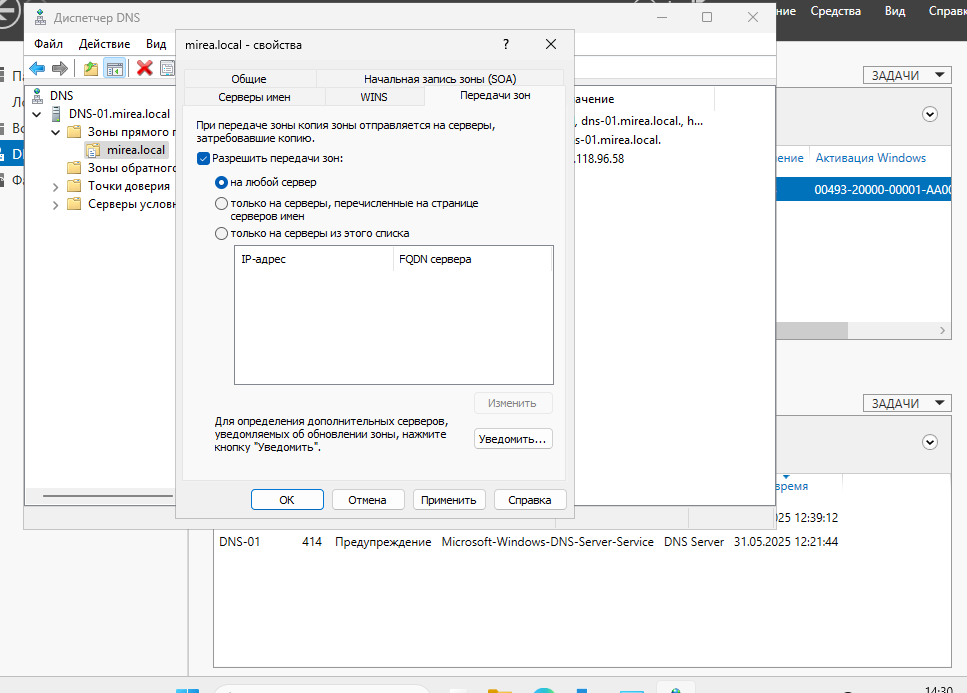 Диспетчер DNS
ние Средства Вид Справк
Файл Действие Вид
mirea.local - свойства
?
Общие Начальная запись зоны (SOA)
Серверы имен WINS Передачи зон
DNS
DNS-01.mirea.local
Зоны прямого п
mirea.local
Зоны обратного
Точки доверия
Серверы условн
При передаче зоны копия зоны отправляется на серверы,
затребовавшие копию.
Разрешить передачи зон:
на любой сервер
только на серверы, перечисленные на странице
серверов имен
только на серверы из этого списка
IP-адрес FQDN сервера
Изменить
Для определения дополнительных серверов,
уведомляемых об обновлении зоны, нажмите
кнопку "Уведомить".
Уведомить...
ОК Отмена Применить Справка
ачение
, dns-01.mirea.local., h...
s-01.mirea.local.
.118.96.58
ЗАДАЧИ
ение Активация Windows
00493-20000-00001-AA00
ЗАДАЧИ
время
025 12:39:12
DNS-01 414 Предупреждение Microsoft-Windows-DNS-Server-Service DNS Server 31.05.2025 12:21:44
14:30